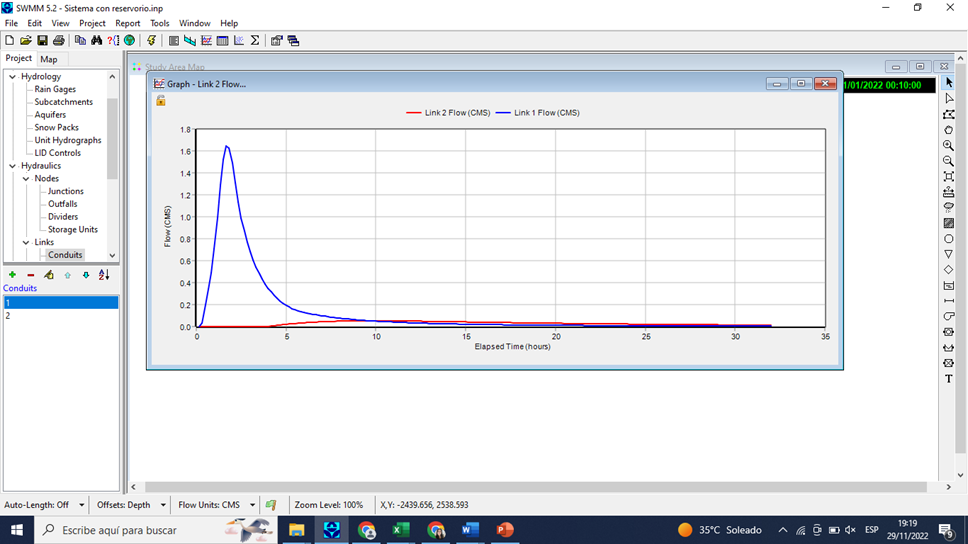 SWMM 5.2 - Sistema con reservorio.inp
File Edit View Project Report Tools Window Help
Project Map
Hydrology
Rain Gages
Subcatchments
Aquifers
Snow Packs
Unit Hydrographs
LID Controls
Hydraulics
Nodes
Junctions
Outfalls
Dividers
Storage Units
Links
Conduits
Conduits
1
2
Study Area Map
1/01/2022 00:10:00
Graph - Link 2 Flow...
Link 2 Flow (CMS) Link 1 Flow (CMS)
1.8
1.6
1.4
1.2
1.0
0.8
0.6
0.4
0.2
0.0
Flow (CMS)
0 5 10 15 20 25 30 35
Elapsed Time (hours)
T
Auto-Length: Off Offsets: Depth Flow Units: CMS Zoom Level: 100% X,Y: -2439.656, 2538.593
Escribe aquí para buscar
35°C Soleado
ESP
19:19
29/11/2022
9